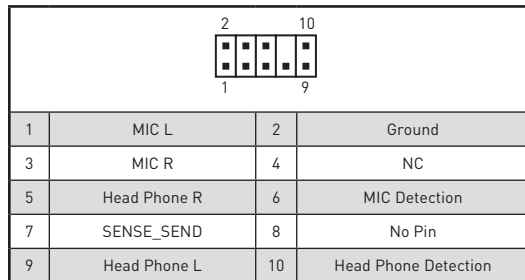 2 10
1 9
1 MIC L 2 Ground
3 MIC R 4 NC
5 Head Phone R 6 MIC Detection
7 SENSE_SEND 8 No Pin
9 Head Phone L 10 Head Phone Detection